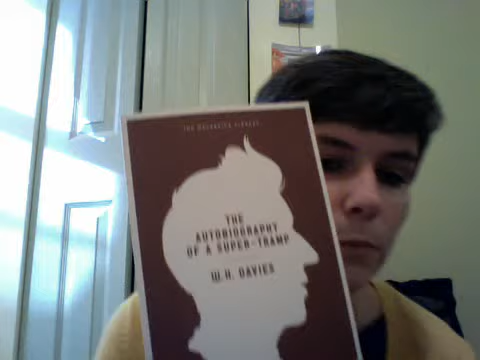 THE
AUTOBIOGRAPHY
OF A SUPER-TRAMP
W.H. DAVIES